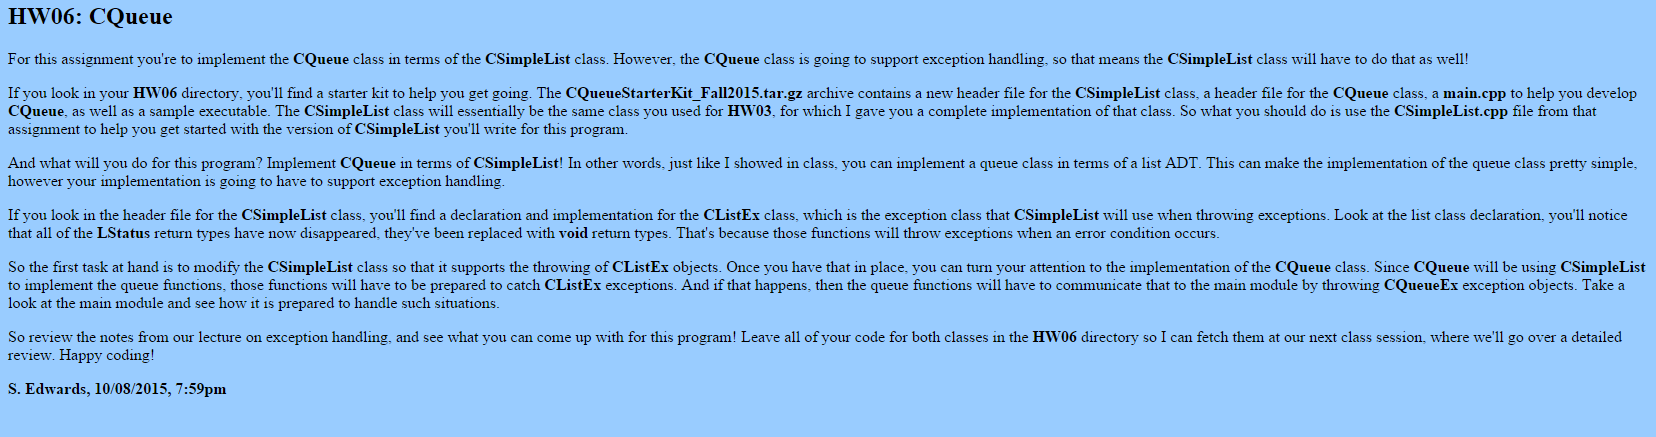 HW06: CQueue
For this assignment you're to implement the CQueue class in terms of the CSimpleList class. However, the CQueue class is going to support exception handling, so that means the CSimpleList class will have to do that as well!
If you look in your HW06 directory, you'll find a starter kit to help you get going. The CQueueStarterKit_Fall2015.tar.gz archive contains a new header file for the CSimpleList class, a header file for the CQueue class, a main.cpp to help you develop
CQueue, as well as a sample executable. The CSimpleList class will essentially be the same class you used for HW03, for which I gave you a complete implementation of that class. So what you should do is use the CSimpleList.cpp file from that
assignment to help you get started with the version of CSimpleList you'll write for this program.
And what will you do for this program? Implement CQueue in terms of CSimpleList! In other words, just like I showed in class, you can implement a queue class in terms of a list ADT. This can make the implementation of the queue class pretty simple,
however your implementation is going to have to support exception handling.
If you look in the header file for the CSimpleList class, you'll find a declaration and implementation for the CListEx class, which is the exception class that CSimpleList will use when throwing exceptions. Look at the list class declaration, you'll notice
that all of the LStatus return types have now disappeared, they've been replaced with void return types. That's because those functions will throw exceptions when an error condition occurs.
So the first task at hand is to modify the CSimpleList class so that it supports the throwing of CListEx objects. Once you have that in place, you can turn your attention to the implementation of the CQueue class. Since CQueue will be using CSimpleList
to implement the queue functions, those functions will have to be prepared to catch CListEx exceptions. And if that happens, then the queue functions will have to communicate that to the main module by throwing CQueueEx exception objects. Take a
look at the main module and see how it is prepared to handle such situations.
So review the notes from our lecture on exception handling, and see what you can come up with for this program! Leave all of your code for both classes in the HW06 directory so I can fetch them at our next class session, where we'll go over a detailed
review. Happy coding!
S. Edwards, 10/08/2015, 7:59pm